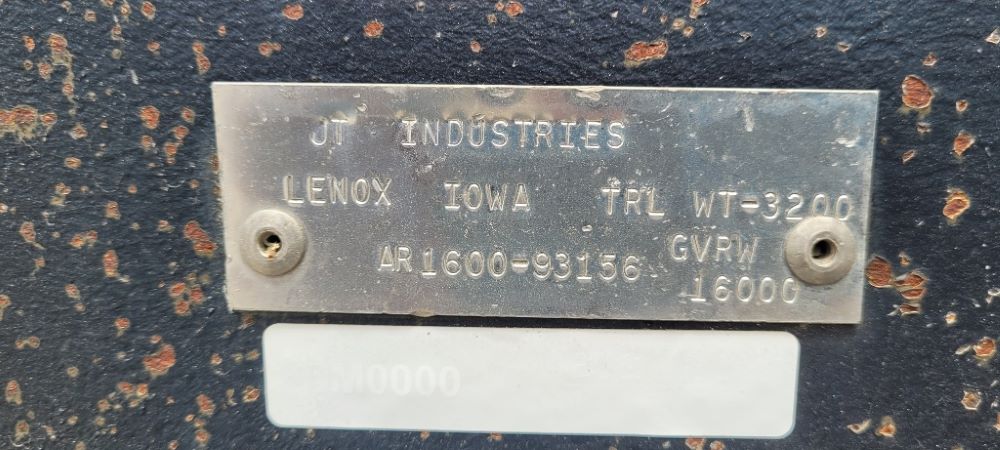 JT INDUSTRIES
LENOX IOWA TRL WT-3200
AR1600-93156 GVRW
16000